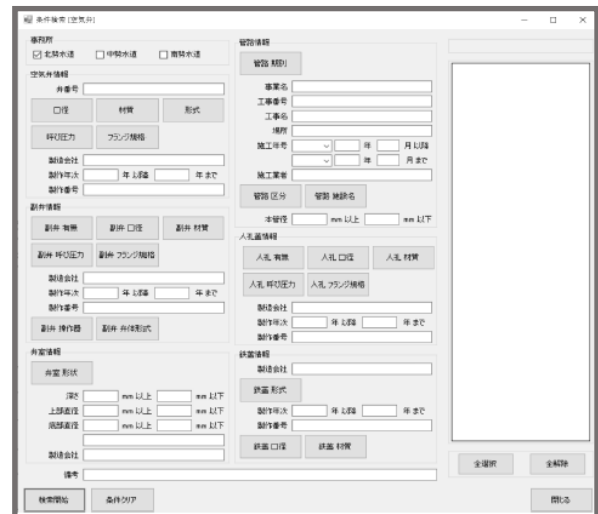 条件検索 [空気弁]
事務所
北勢水道 中勢水道 南勢水道
空気弁情報
弁番号
口径 材質 形式
呼び圧力 フランジ規格
製造会社
製作年次 年 以降 年 まで
製作番号
副弁情報
副弁 有無 副弁 口径 副弁 材質
副弁 呼び圧力 副弁 フランジ規格
製造会社
製作年次 年 以降 年 まで
製作番号
副弁 操作器 副弁 弁体形式
弁室情報
弁室 形状
深さ mm 以上 mm 以下
上部直径 mm 以上 mm 以下
底部直径 mm 以上 mm 以下
製造会社
備考
検索開始 条件クリア
管路情報
管路 期別
事業名
工事番号
工事名
場所
施工年号 年 月 以降
年 月 まで
施工業者
管路 区分 管路 施設名
本管径 mm 以上 mm 以下
人孔蓋情報
人孔 有無 人孔 口径 人孔 材質
人孔 呼び圧力 人孔 フランジ規格
製造会社
製作年次 年 以降 年 まで
製作番号
鉄蓋情報
製造会社
鉄蓋 形式
製作年次 年 以降 年 まで
製作番号
鉄蓋 口径 鉄蓋 材質
全選択 全解除
閉じる